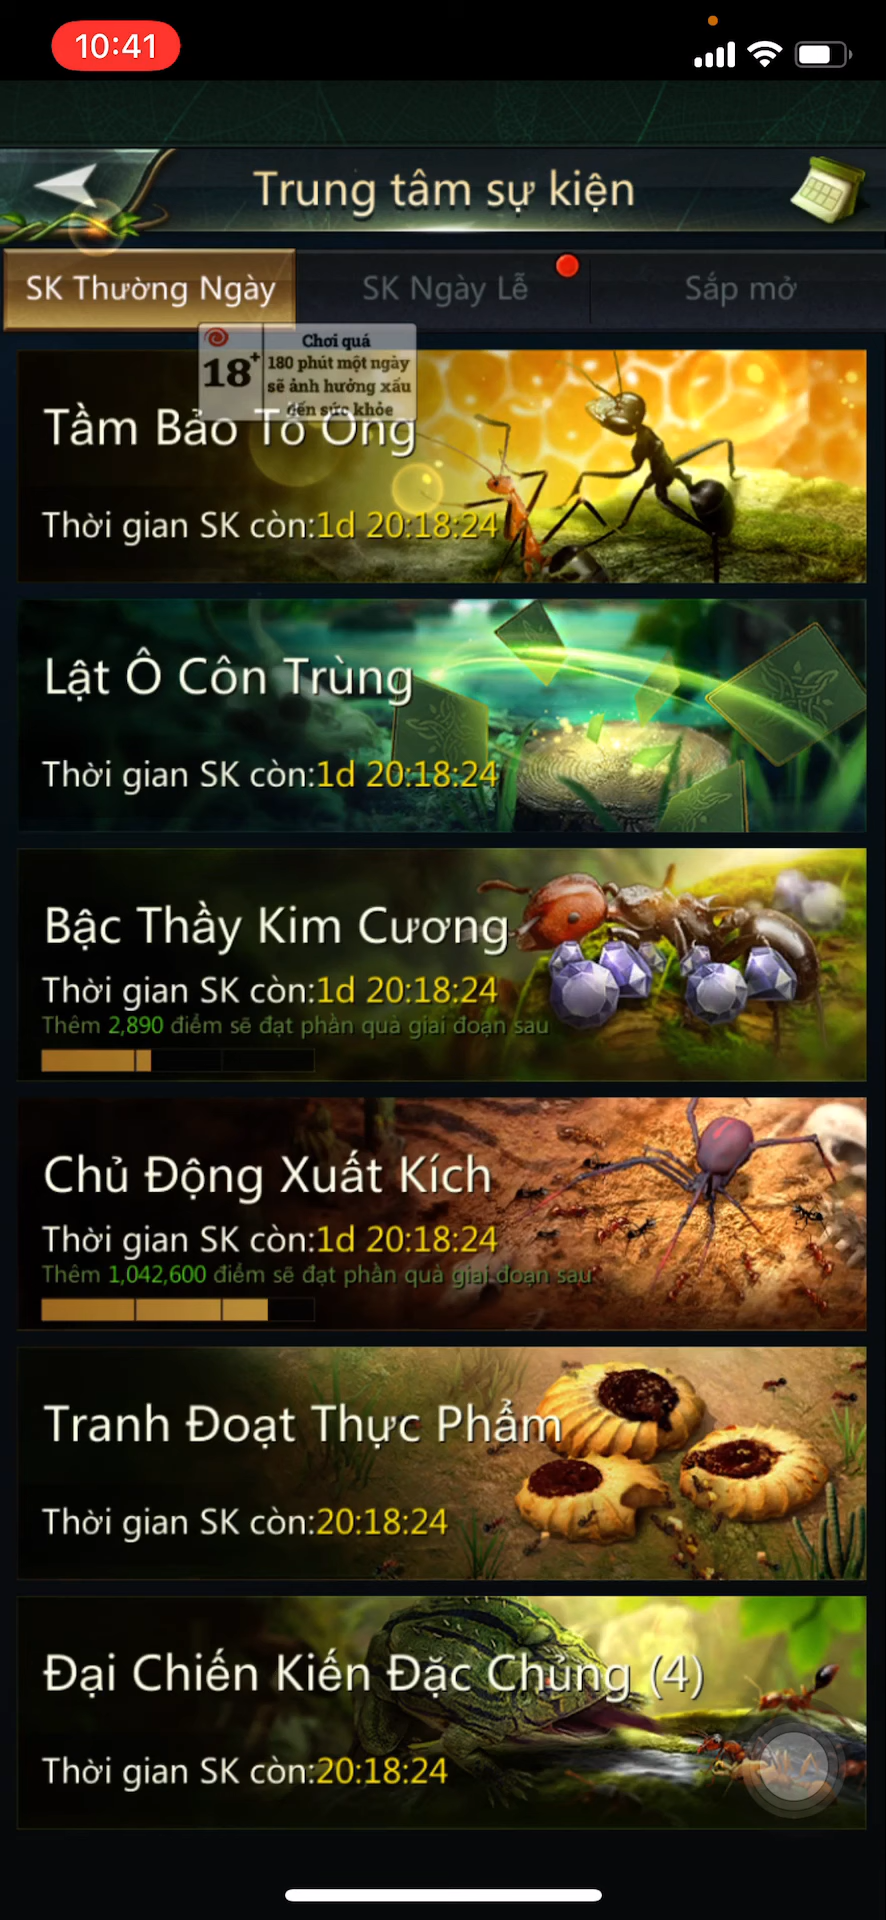 10:41
Trung tâm sự kiện
SK Thường Ngày
SK Ngày Lễ
Sắp mở
18+
Chơi quá
180 phút một ngày
sẽ ảnh hưởng xấu
đến sức khỏe
Tầm Bảo Tổ Ong
Thời gian SK còn:1d 20:18:24
Lật Ô Côn Trùng
Thời gian SK còn:1d 20:18:24
Bậc Thầy Kim Cương
Thời gian SK còn:1d 20:18:24
Thêm 2,890 điểm sẽ đạt phần quà giai đoạn sau
Chủ Động Xuất Kích
Thời gian SK còn:1d 20:18:24
Thêm 1,042,600 điểm sẽ đạt phần quà giai đoạn sau
Tranh Đoạt Thực Phẩm
Thời gian SK còn:20:18:24
Đại Chiến Kiến Đặc Chủng (4)
Thời gian SK còn:20:18:24